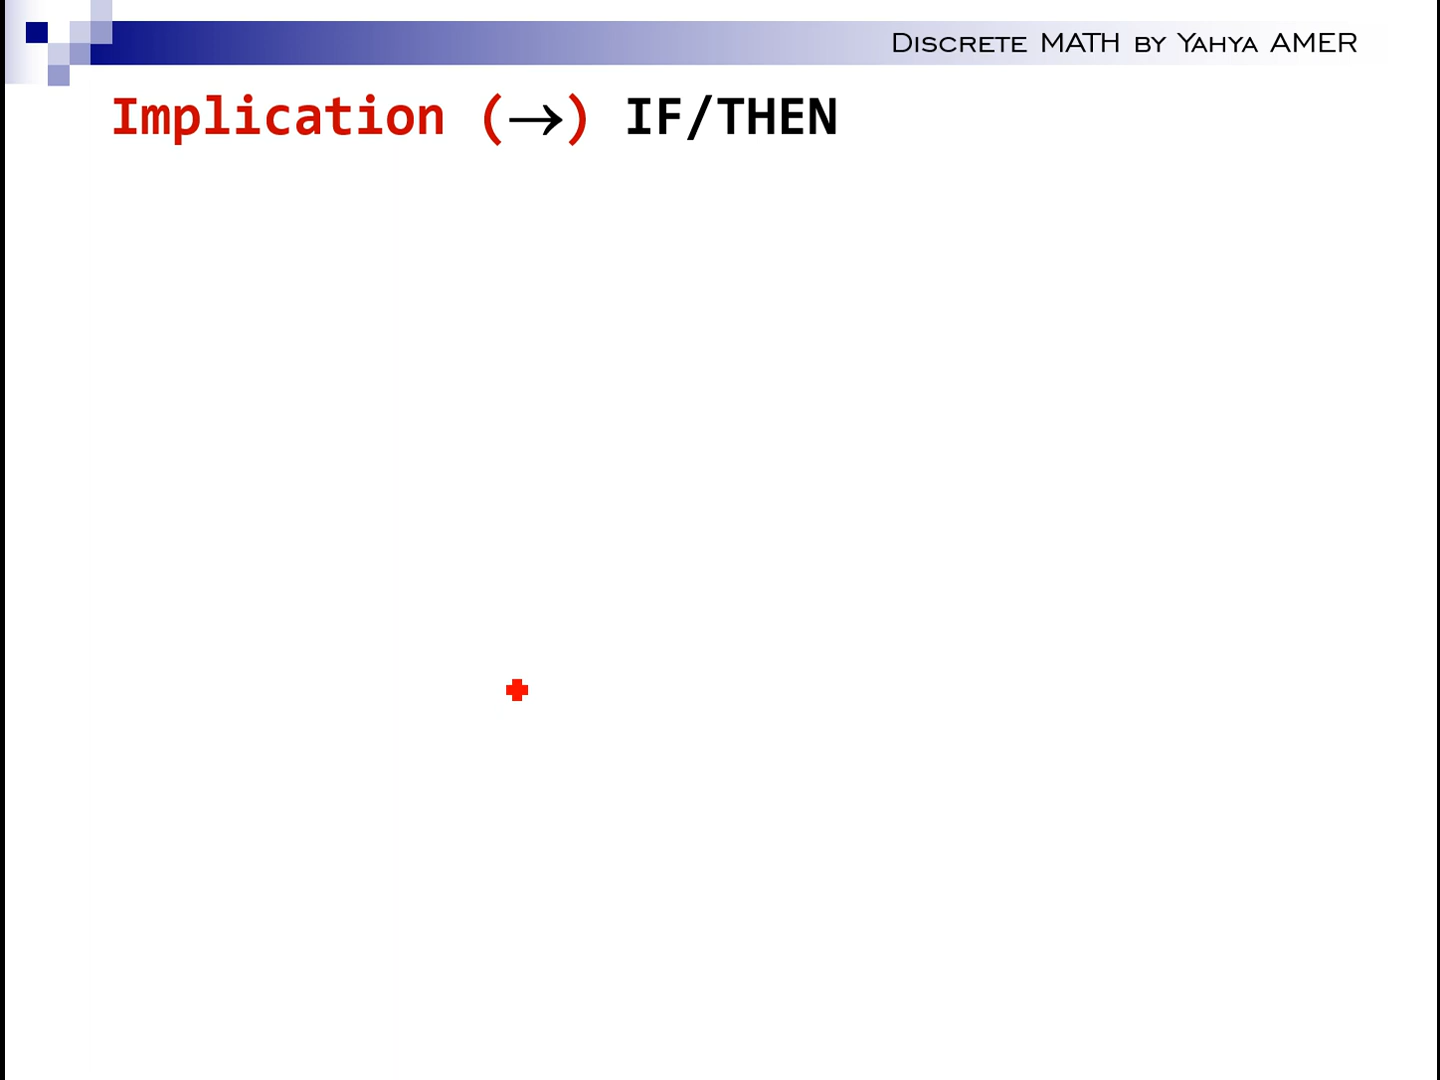 Discrete MATH by Yahya AMER
Implication (→) IF/THEN